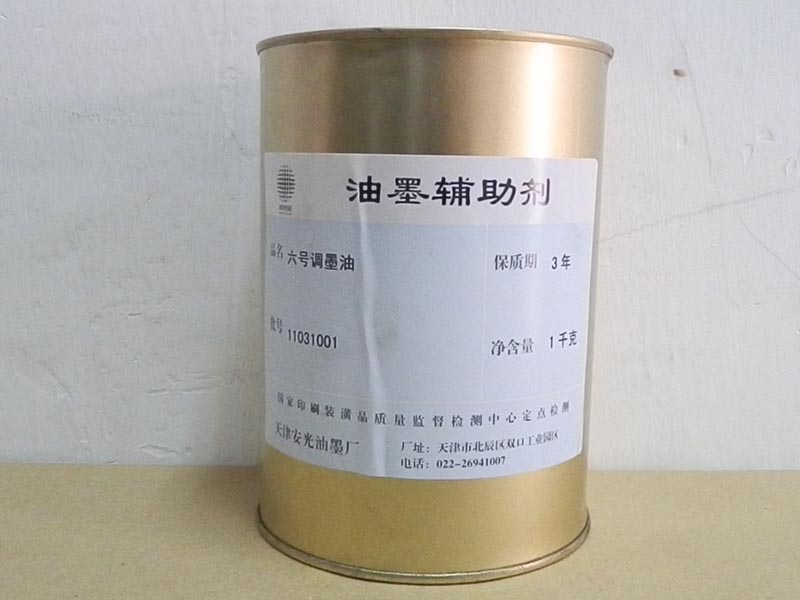 油墨辅助剂
品名 六号调墨油
保质期 3年
批号 11031001
净含量 1千克
国家印刷装潢品质量监督检测中心定点检测
天津安光油墨厂
厂址：天津市北辰区双口工业园区
电话：022-26941007